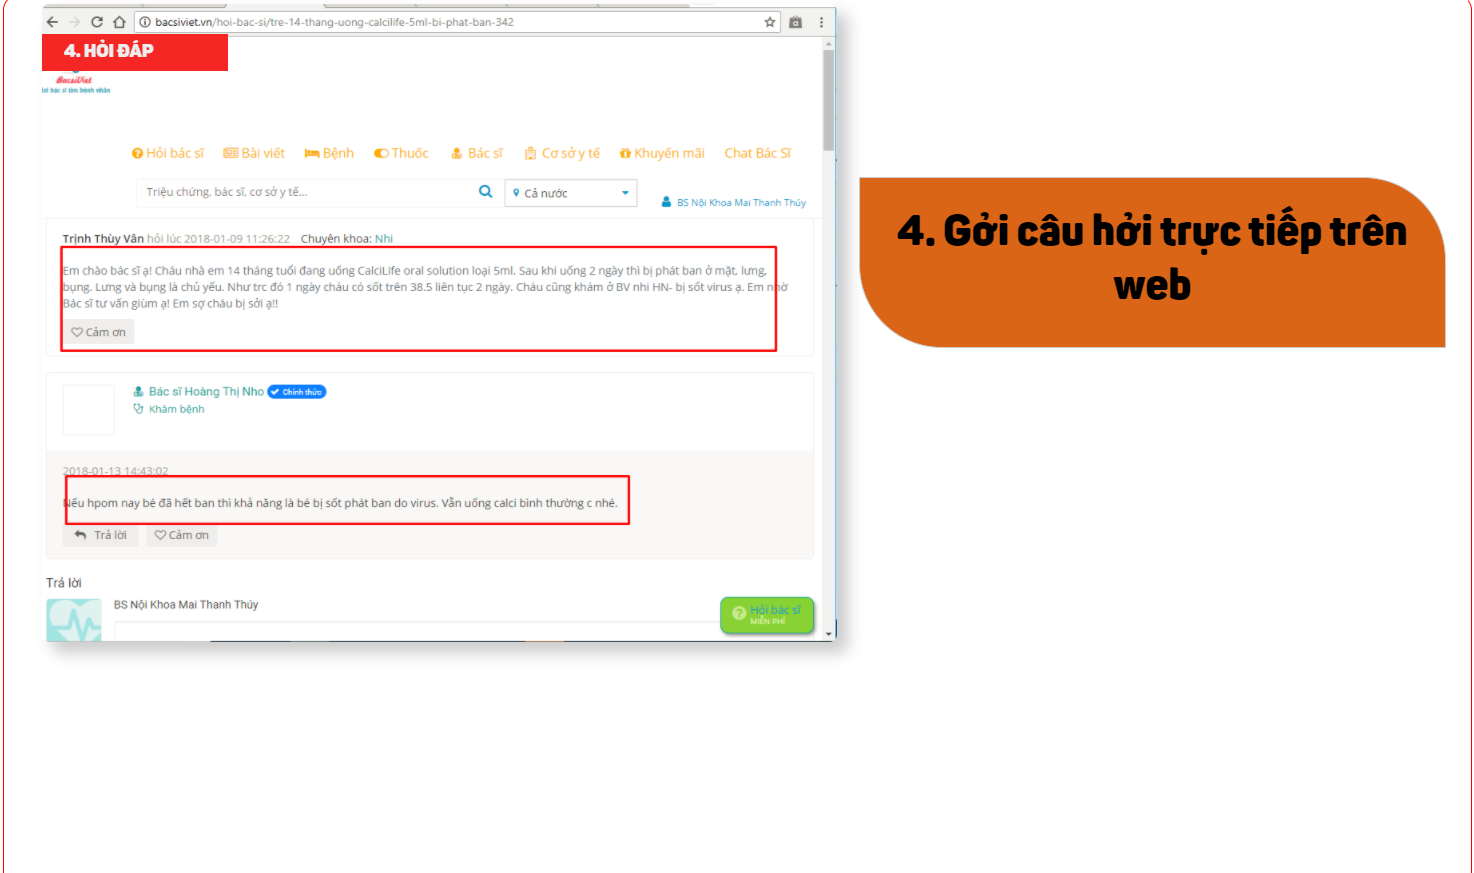 bacsiviet.vn/hoi-bac-si/tre-14-thang-uong-calcilife-5ml-bi-phat-ban-342
4. HỎI ĐÁP
BacsiViet
bác sĩ tìm bệnh nhân
Hỏi bác sĩ Bài viết Bệnh Thuốc Bác sĩ Cơ sở y tế Khuyến mãi Chat Bác Sĩ
Triệu chứng, bác sĩ, cơ sở y tế... Cả nước
BS Nội Khoa Mai Thanh Thúy
4. Gởi câu hởi trực tiếp trên
web
Trịnh Thùy Vân hỏi lúc 2018-01-09 11:26:22 Chuyên khoa: Nhi
Em chào bác sĩ ạ! Cháu nhà em 14 tháng tuổi đang uống CalciLife oral solution loại 5ml. Sau khi uống 2 ngày thì bị phát ban ở mặt, lưng,
bụng. Lưng và bụng là chủ yếu. Như trc đó 1 ngày cháu có sốt trên 38.5 liên tục 2 ngày. Cháu cũng khám ở BV nhi HN- bị sốt virus ạ. Em nhờ
Bác sĩ tư vấn giùm ạ! Em sợ cháu bị sởi ạ!!
Cảm ơn
Bác sĩ Hoàng Thị Nho Chính thức
Khám bệnh
2018-01-13 14:43:02
Nếu hpom nay bé đã hết ban thì khả năng là bé bị sốt phát ban do virus. Vẫn uống calci bình thường c nhé.
Trả lời Cảm ơn
Trả lời
BS Nội Khoa Mai Thanh Thúy
Hỏi bác sĩ
MIỄN PHÍ